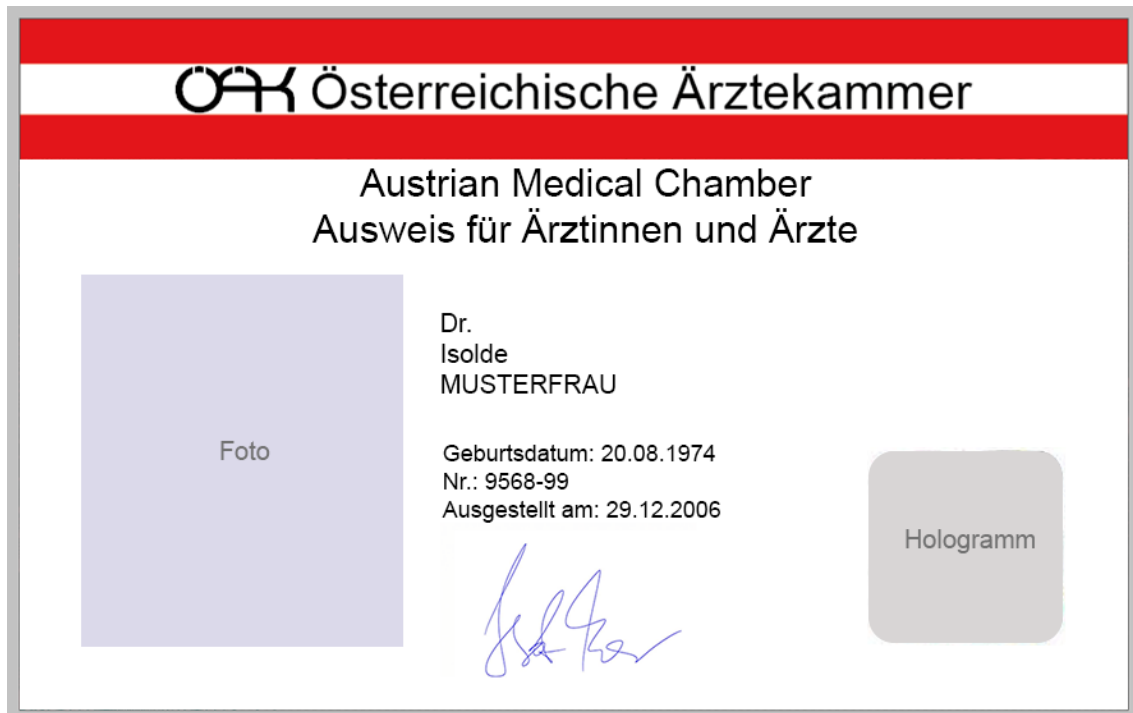 ÖÄK Österreichische Ärztekammer
Austrian Medical Chamber
Ausweis für Ärztinnen und Ärzte
Dr.
Isolde
MUSTERFRAU
Foto
Geburtsdatum: 20.08.1974
Nr.: 9568-99
Ausgestellt am: 29.12.2006
Hologramm